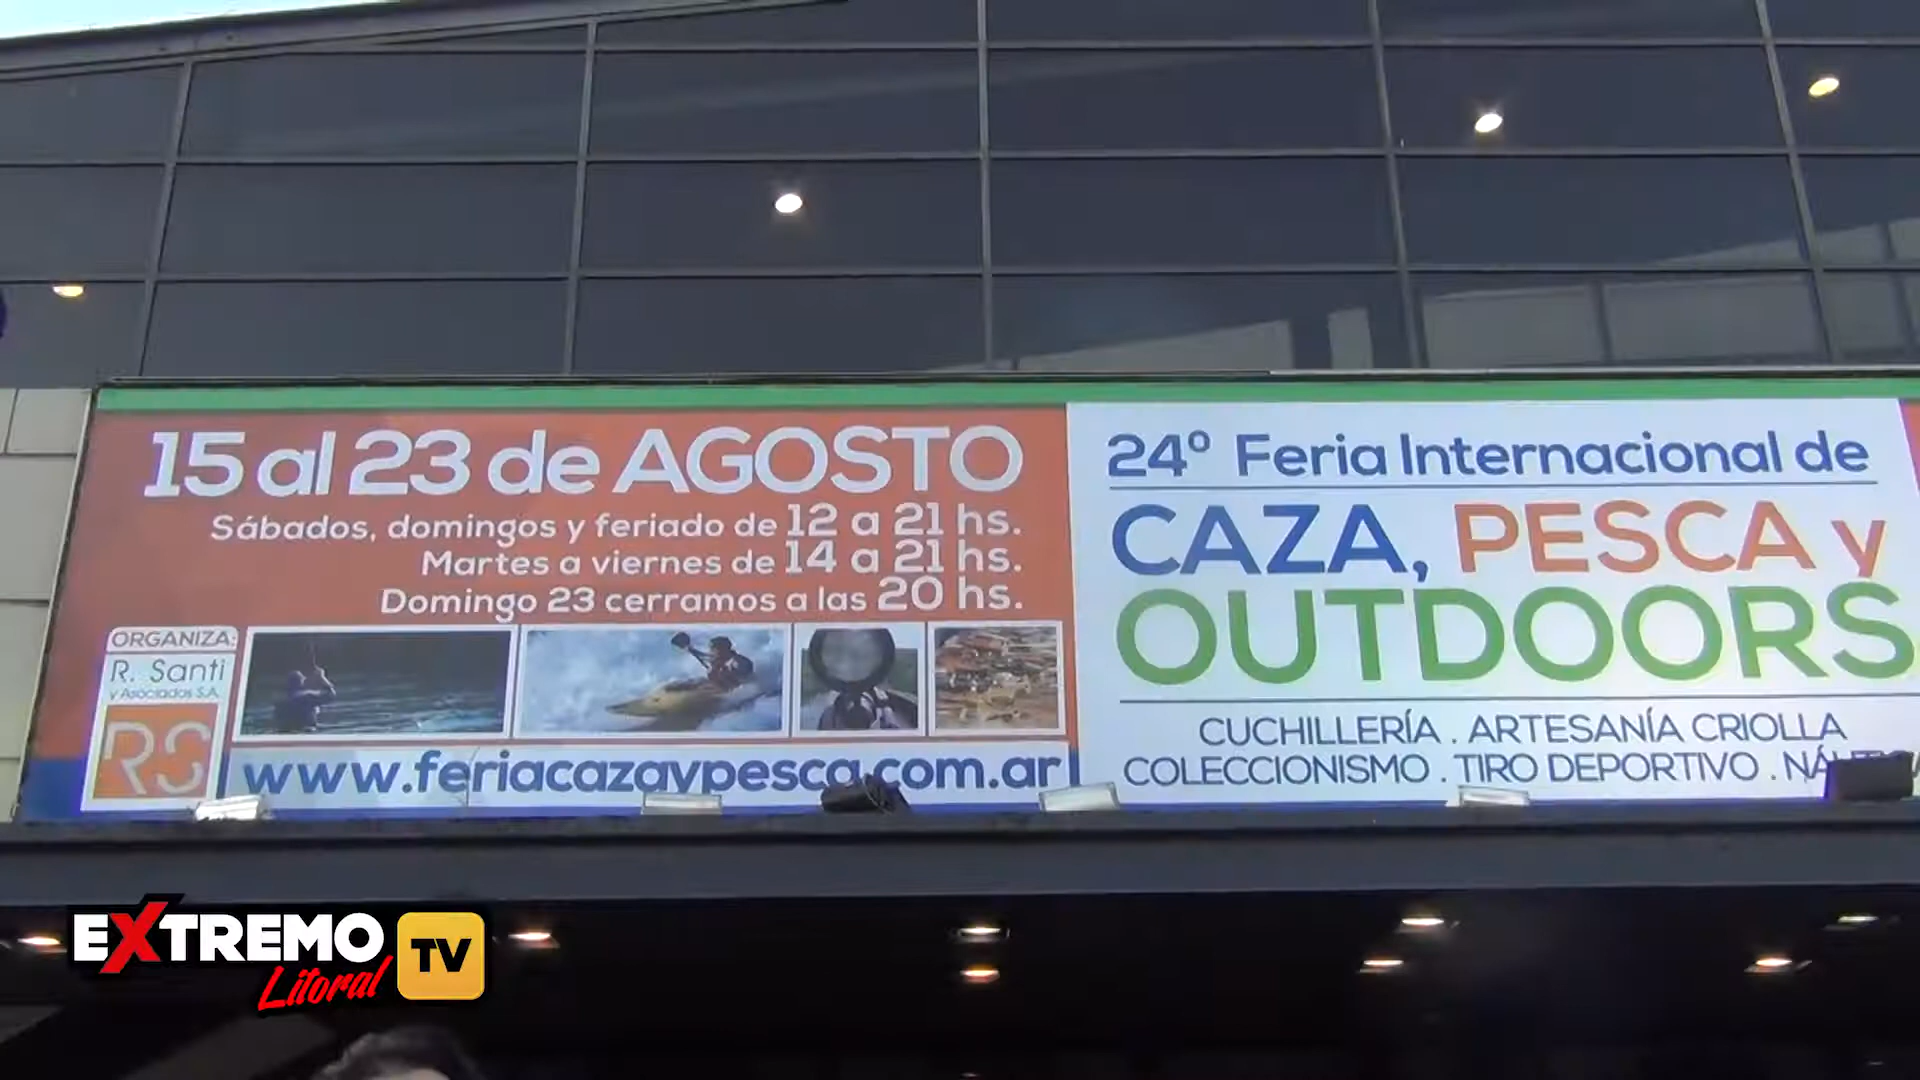 15 al 23 de AGOSTO
Sábados, domingos y feriado de 12 a 21 hs.
Martes a viernes de 14 a 21 hs.
Domingo 23 cerramos a las 20 hs.
ORGANIZA:
R. Santi
y Asociados S.A.
RS
www.feriacazaypesca.com.ar
24º Feria Internacional de
CAZA, PESCA y
OUTDOORS
CUCHILLERÍA . ARTESANÍA CRIOLLA
COLECCIONISMO . TIRO DEPORTIVO .
EXTREMO
Litoral
TV